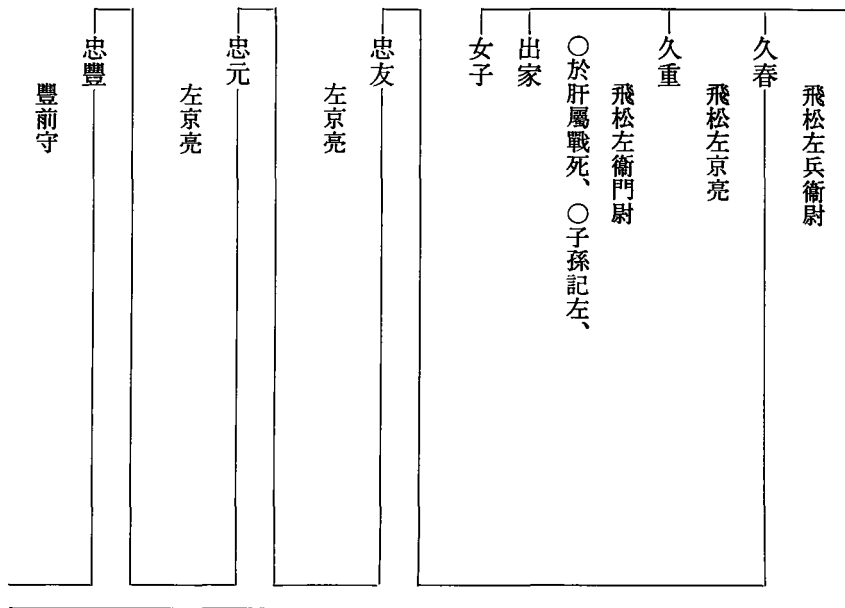 飛松左兵衞尉
久春
飛松左京亮
久重
飛松左衞門尉
○於肝屬戰死、○子孫記左、
出家
女子
忠友
左京亮
忠元
左京亮
忠豐
豐前守